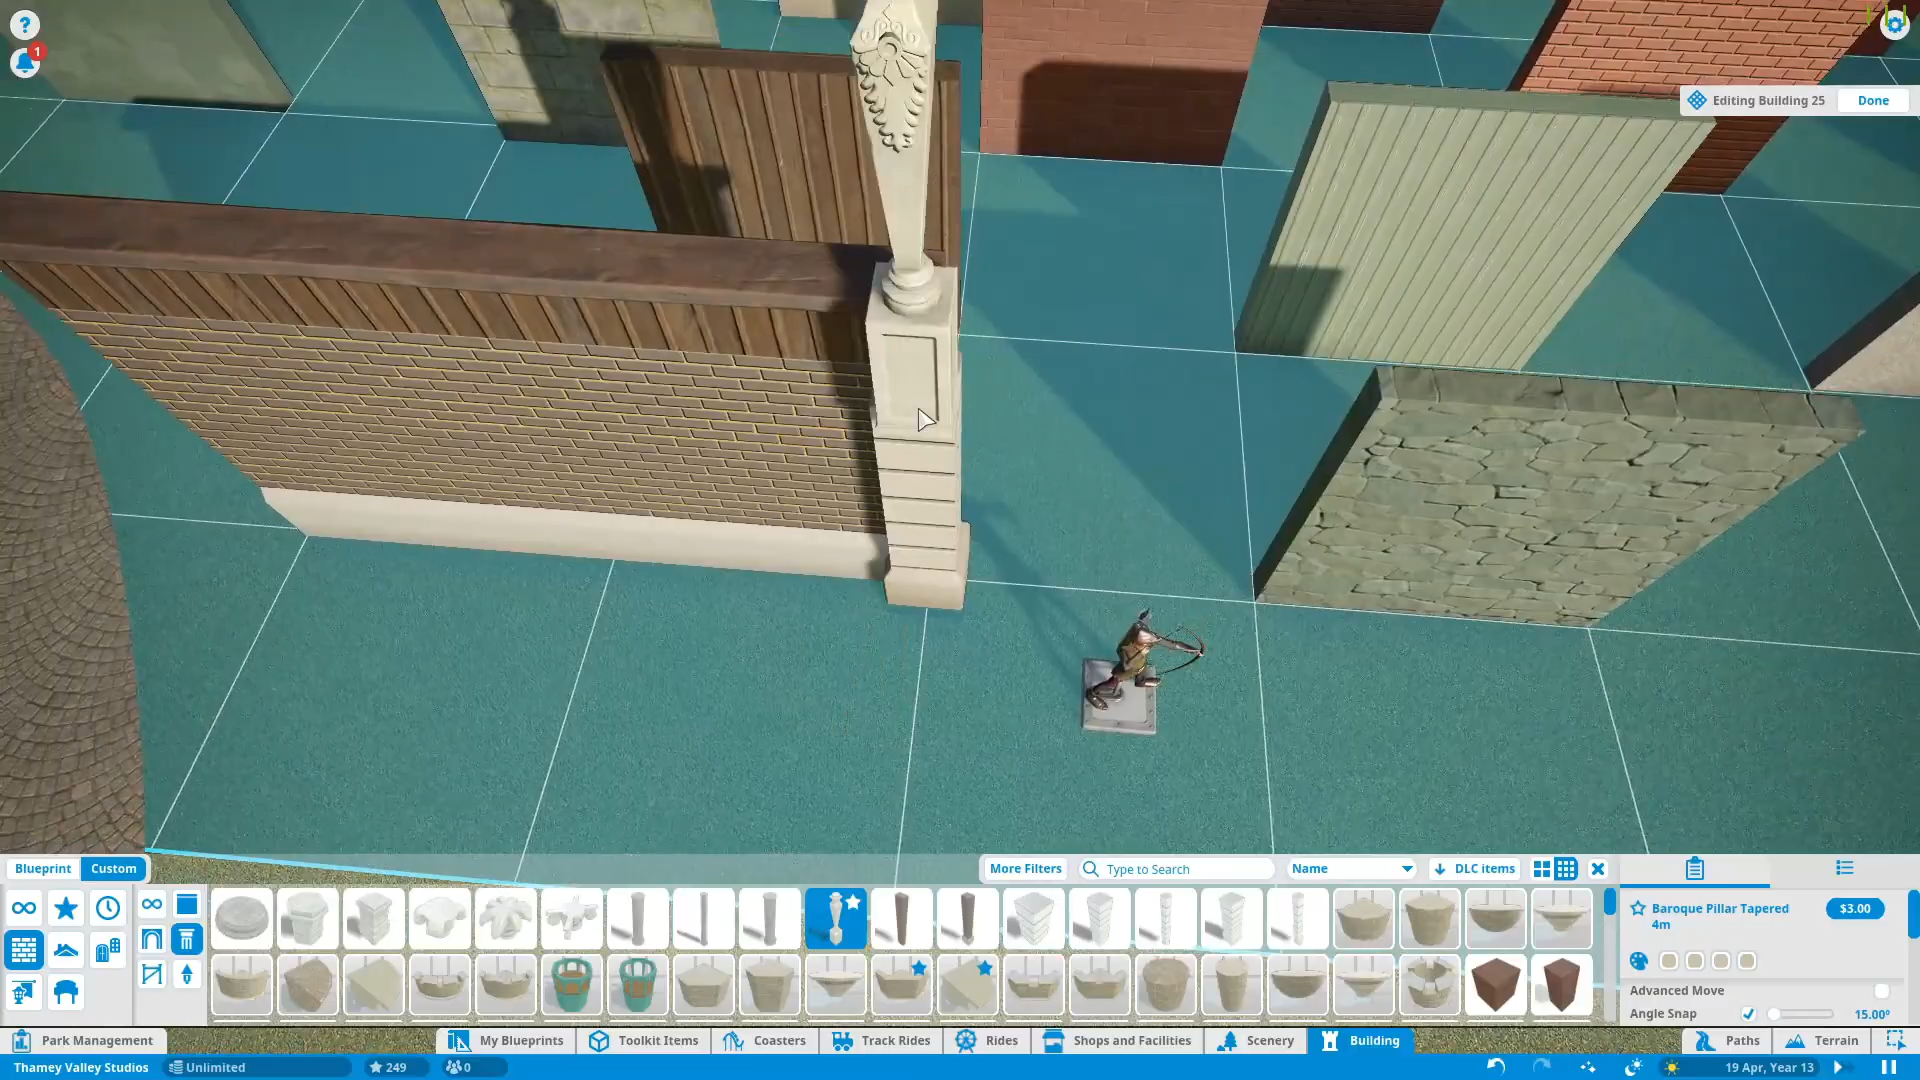 ?
1
Editing Building 25
Done
Blueprint
Custom
More Filters
Type to Search
Name
DLC items
Baroque Pillar Tapered
4m
$3.00
Advanced Move
Angle Snap
15.00°
Park Management
My Blueprints
Toolkit Items
Coasters
Track Rides
Rides
Shops and Facilities
Scenery
Building
Paths
Terrain
Thamey Valley Studios
Unlimited
249
0
19 Apr, Year 13